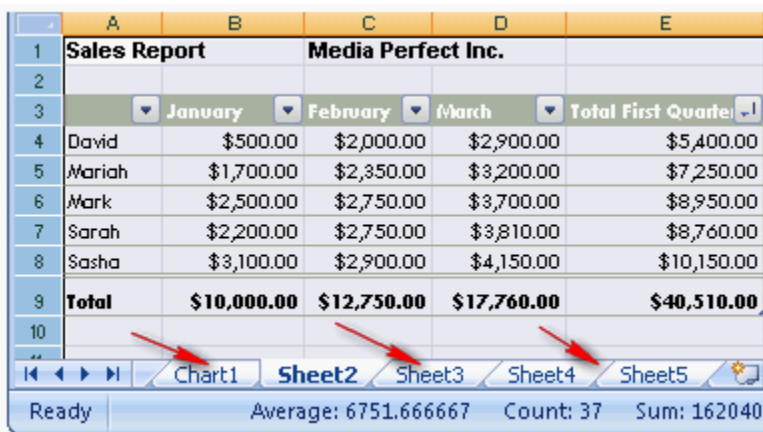 A B C D E
1 Sales Report Media Perfect Inc.
2
3 January February March Total First Quarter
4 David $500.00 $2,000.00 $2,900.00 $5,400.00
5 Mariah $1,700.00 $2,350.00 $3,200.00 $7,250.00
6 Mark $2,500.00 $2,750.00 $3,700.00 $8,950.00
7 Sarah $2,200.00 $2,750.00 $3,810.00 $8,760.00
8 Sasha $3,100.00 $2,900.00 $4,150.00 $10,150.00
9 Total $10,000.00 $12,750.00 $17,760.00 $40,510.00
10
Chart1 Sheet2 Sheet3 Sheet4 Sheet5
Ready Average: 6751.666667 Count: 37 Sum: 162040